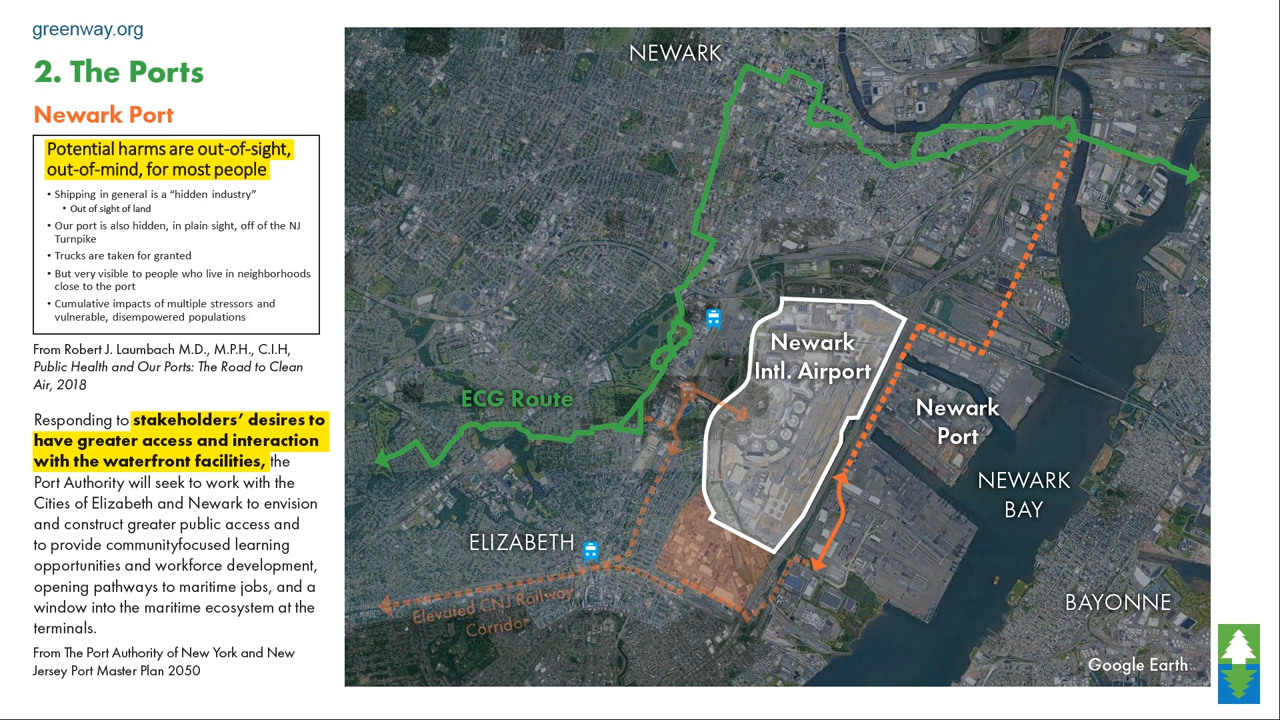 greenway.org
2. The Ports
Newark Port
Potential harms are out-of-sight,
out-of-mind, for most people
• Shipping in general is a “hidden industry”
• Out of sight of land
• Our port is also hidden, in plain sight, off of the NJ
Turnpike
• Trucks are taken for granted
• But very visible to people who live in neighborhoods
close to the port
• Cumulative impacts of multiple stressors and
vulnerable, disempowered populations
From Robert J. Laumbach M.D., M.P.H., C.I.H,
Public Health and Our Ports: The Road to Clean
Air, 2018
Responding to stakeholders’ desires to
have greater access and interaction
with the waterfront facilities, the
Port Authority will seek to work with the
Cities of Elizabeth and Newark to envision
and construct greater public access and
to provide communityfocused learning
opportunities and workforce development,
opening pathways to maritime jobs, and a
window into the maritime ecosystem at the
terminals.
From The Port Authority of New York and New
Jersey Port Master Plan 2050
NEWARK
Newark
Intl. Airport
ECG Route
Newark
Port
NEWARK
BAY
ELIZABETH
Elevated CNJ Railway
Corridor
BAYONNE
Google Earth